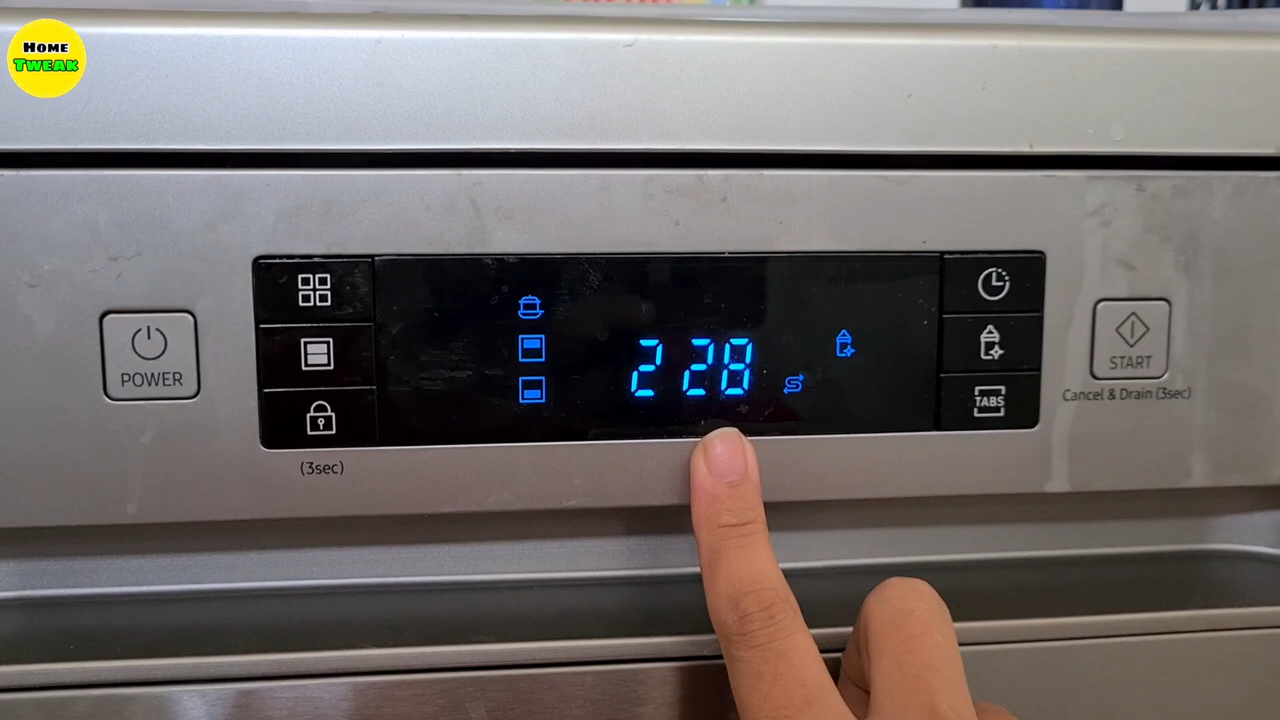 HOME
TWEAK
POWER
(3sec)
2 28
TABS
START
Cancel & Drain (3sec)